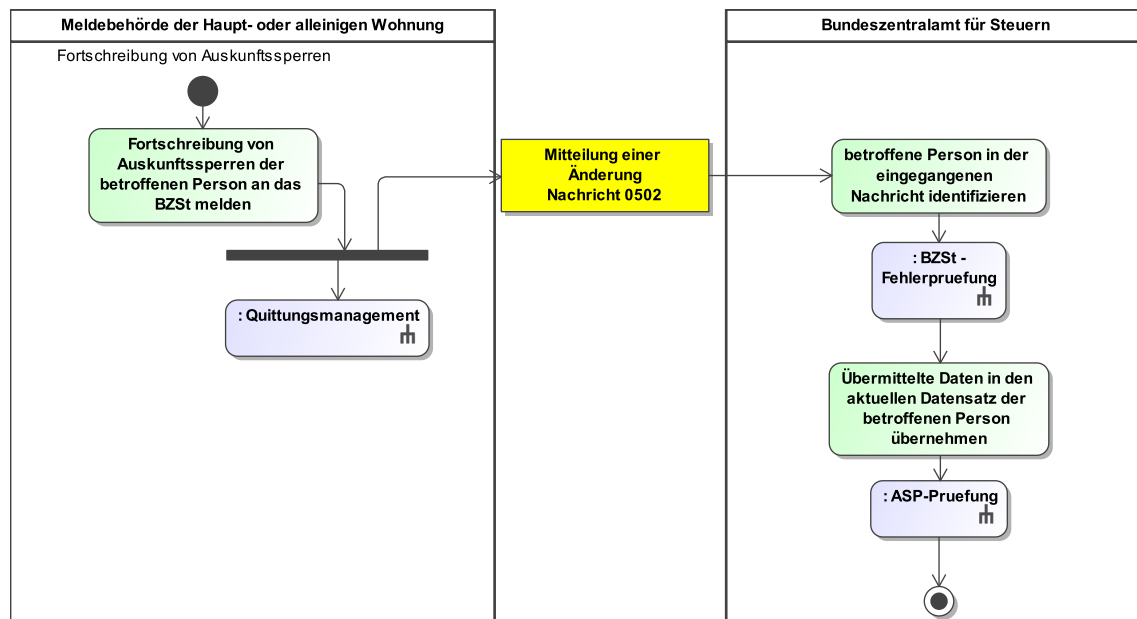 Meldebehörde der Haupt- oder alleinigen Wohnung
Fortschreibung von Auskunftssperren
Fortschreibung von
Auskunftssperren der
betroffenen Person an das
BZSt melden
: Quittungsmanagement
Mitteilung einer
Änderung
Nachricht 0502
Bundeszentralamt für Steuern
betroffene Person in der
eingegangenen
Nachricht identifizieren
: BZSt -
Fehlerpruefung
Übermittelte Daten in den
aktuellen Datensatz der
betroffenen Person
übernehmen
: ASP-Pruefung